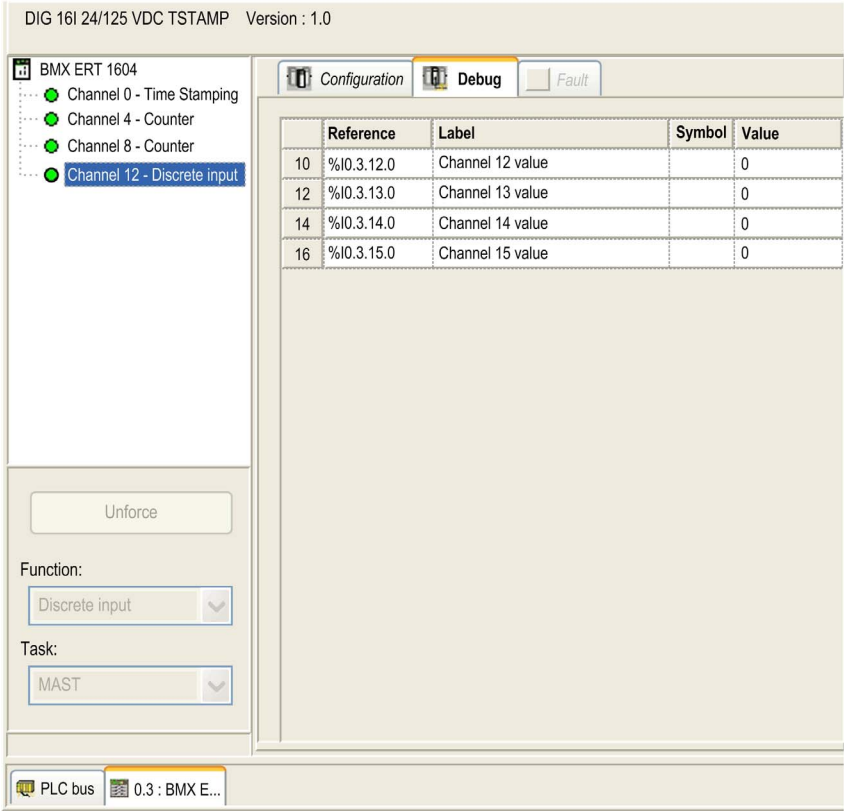 DIG 16I 24/125 VDC TSTAMP Version : 1.0
BMX ERT 1604
Channel 0 - Time Stamping
Channel 4 - Counter
Channel 8 - Counter
Channel 12 - Discrete input
Configuration Debug Fault
Reference Label Symbol Value
10 %I0.3.12.0 Channel 12 value 0
12 %I0.3.13.0 Channel 13 value 0
14 %I0.3.14.0 Channel 14 value 0
16 %I0.3.15.0 Channel 15 value 0
Unforce
Function:
Discrete input
Task:
MAST
PLC bus 0.3 : BMX E...